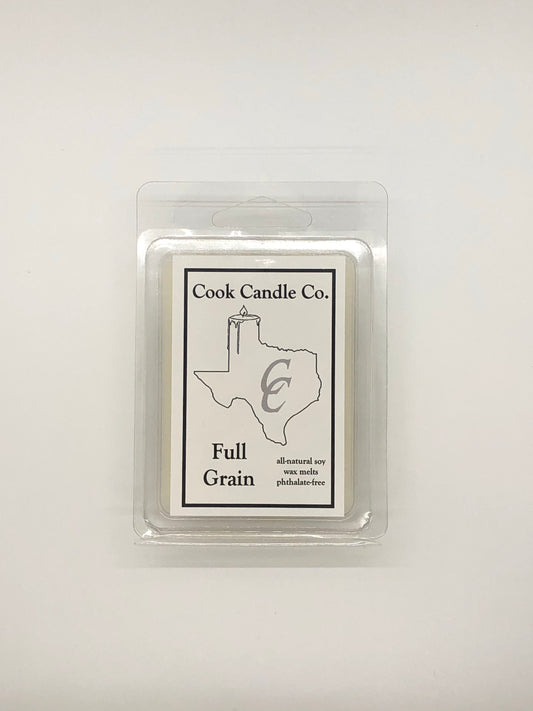 Cook Candle Co.
CC
Full
Grain
all-natural soy
wax melts
phthalate-free